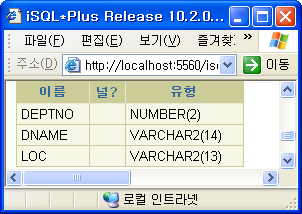 iSQL*Plus Release 10.2.0...
파일(F) 편집(E) 보기(V) 즐겨찾:
주소(D) http://localhost:5560/iso 이동
이름 널? 유형
DEPTNO NUMBER(2)
DNAME VARCHAR2(14)
LOC VARCHAR2(13)
로컬 인트라넷